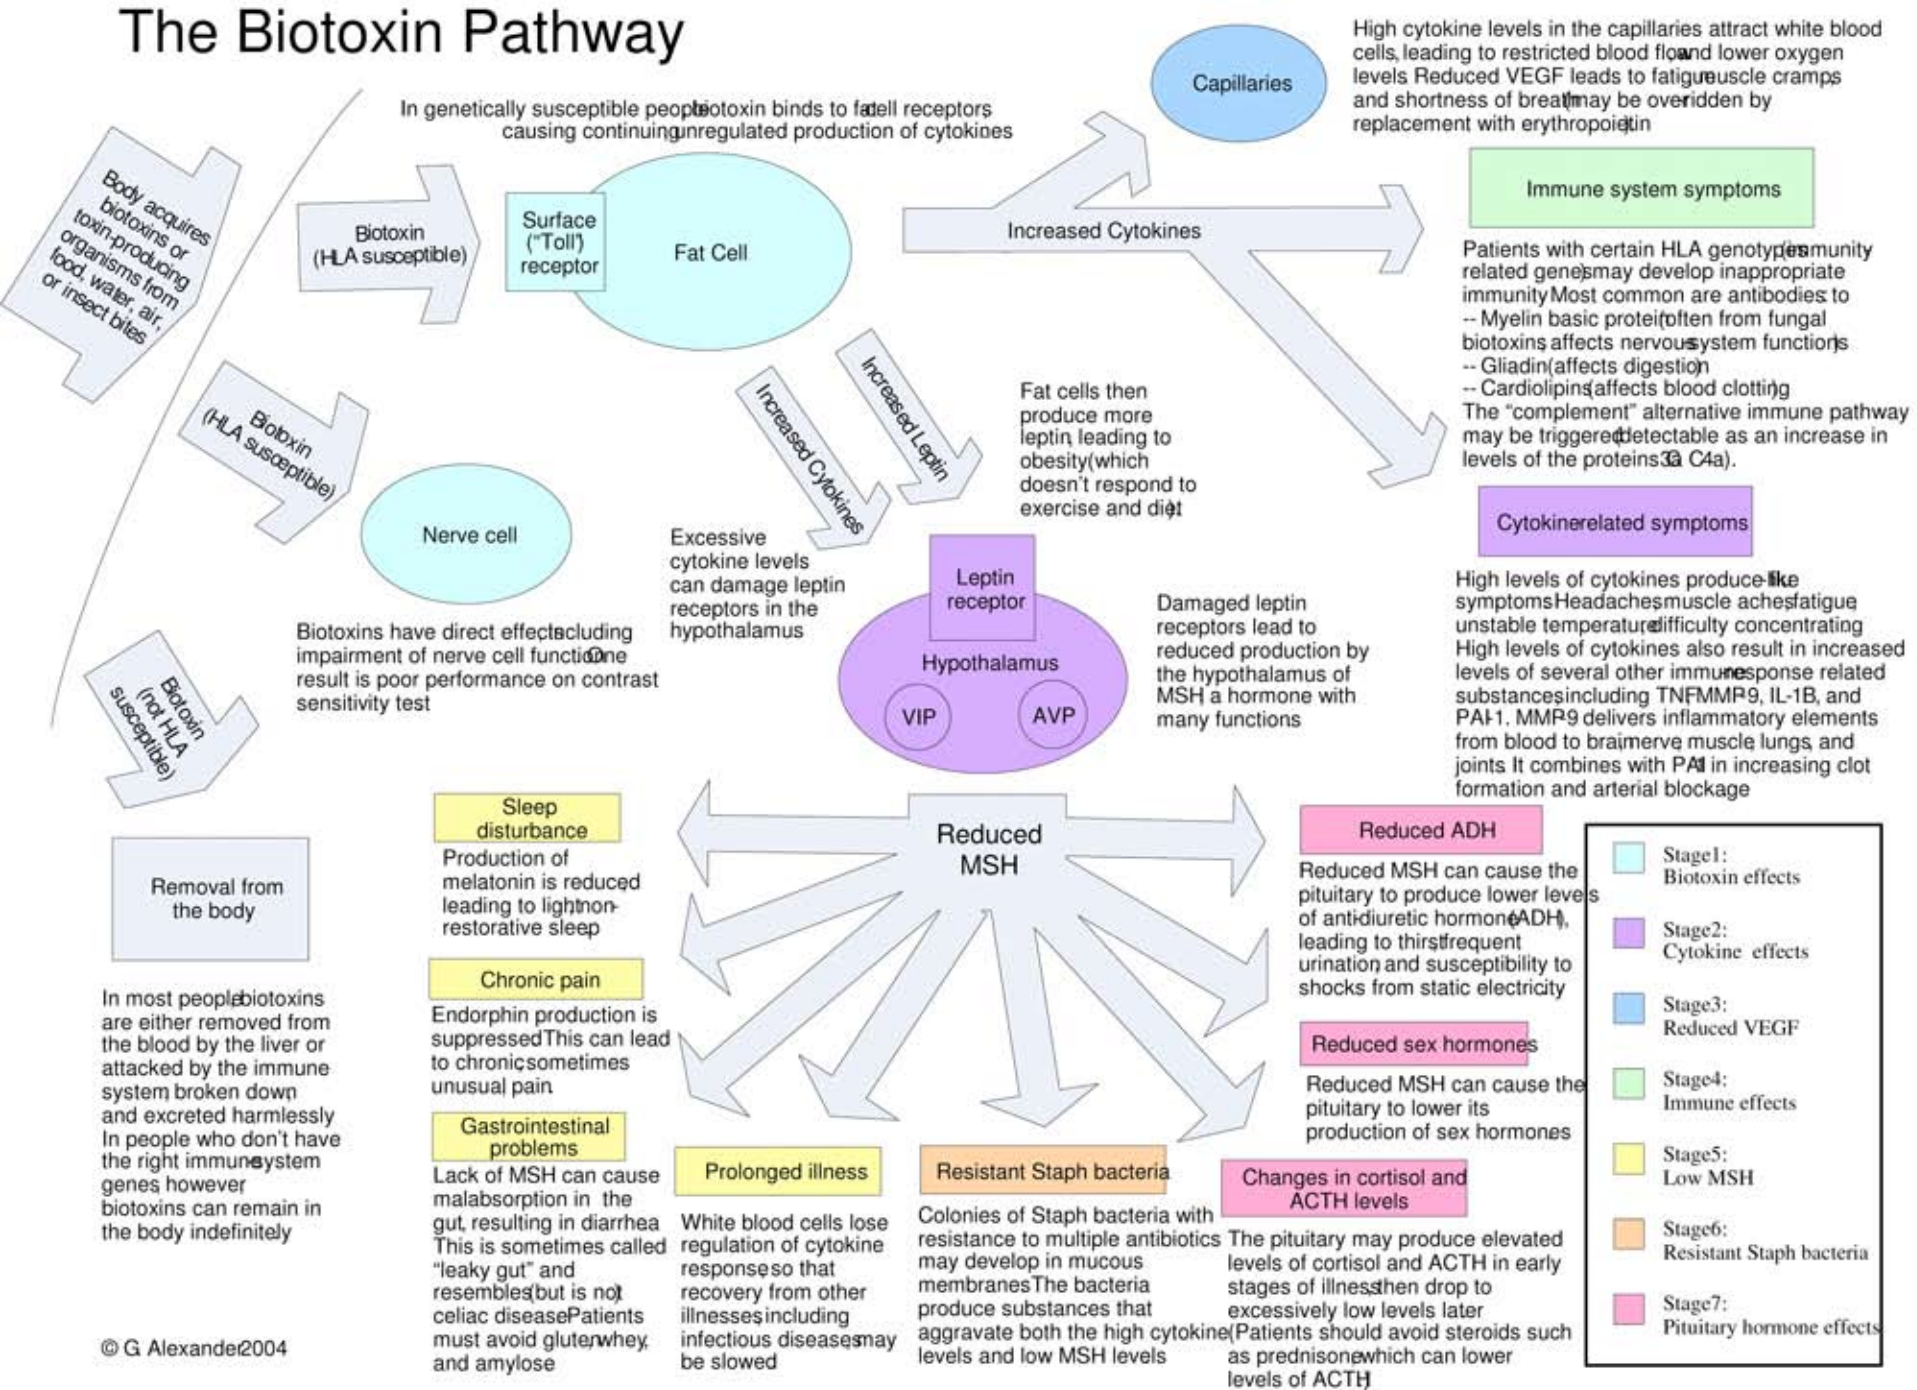 The Biotoxin Pathway
Body acquires
biotoxins or
toxin-producing
organisms from
food, water, air,
or insect bites
In genetically susceptible people biotoxin binds to fat cell receptors,
causing continuing unregulated production of cytokines
Biotoxin
(HLA susceptible)
Surface
("Toll")
receptor
Fat Cell
Increased Cytokines
Capillaries
High cytokine levels in the capillaries attract white blood
cells, leading to restricted blood flow, and lower oxygen
levels. Reduced VEGF leads to fatigue, muscle cramps,
and shortness of breath (may be over-ridden by
replacement with erythropoietin)
Immune system symptoms
Patients with certain HLA genotypes (immunity-
related genes) may develop inappropriate
immunity. Most common are antibodies to:
-- Myelin basic protein (often from fungal
biotoxins, affects nervous-system functions)
-- Gliadin (affects digestion)
-- Cardiolipins (affects blood clotting)
The "complement" alternative immune pathway
may be triggered (detectable as an increase in
levels of the proteins C3a, C4a).
Biotoxin
(HLA susceptible)
Nerve cell
Biotoxins have direct effects, including
impairment of nerve cell function. One
result is poor performance on contrast
sensitivity test
Increased Cytokines
Increased Leptin
Excessive
cytokine levels
can damage leptin
receptors in the
hypothalamus
Fat cells then
produce more
leptin, leading to
obesity (which
doesn't respond to
exercise and diet)
Leptin
receptor
Hypothalamus
VIP
AVP
Damaged leptin
receptors lead to
reduced production by
the hypothalamus of
MSH, a hormone with
many functions
Cytokine-related symptoms
High levels of cytokines produce flu-like
symptoms: Headaches, muscle aches, fatigue,
unstable temperature, difficulty concentrating
High levels of cytokines also result in increased
levels of several other immune-response related
substances, including TNF, MMP-9, IL-1B, and
PAI-1. MMP-9 delivers inflammatory elements
from blood to brain, nerve, muscle, lungs, and
joints. It combines with PAI-1 in increasing clot
formation and arterial blockage
Biotoxin
(not HLA
susceptible)
Removal from
the body
In most people, biotoxins
are either removed from
the blood by the liver or
attacked by the immune
system, broken down,
and excreted harmlessly
In people who don't have
the right immune-system
genes, however,
biotoxins can remain in
the body indefinitely
Reduced
MSH
Sleep
disturbance
Production of
melatonin is reduced,
leading to light, non-
restorative sleep
Chronic pain
Endorphin production is
suppressed. This can lead
to chronic, sometimes
unusual, pain.
Gastrointestinal
problems
Lack of MSH can cause
malabsorption in the
gut, resulting in diarrhea
This is sometimes called
"leaky gut" and
resembles (but is not)
celiac disease. Patients
must avoid gluten, whey,
and amylose
Prolonged illness
White blood cells lose
regulation of cytokine
response, so that
recovery from other
illnesses, including
infectious diseases, may
be slowed
Resistant Staph bacteria
Colonies of Staph bacteria with
resistance to multiple antibiotics
may develop in mucous
membranes. The bacteria
produce substances that
aggravate both the high cytokine
levels and low MSH levels
Changes in cortisol and
ACTH levels
The pituitary may produce elevated
levels of cortisol and ACTH in early
stages of illness, then drop to
excessively low levels later
(Patients should avoid steroids such
as prednisone, which can lower
levels of ACTH)
Reduced ADH
Reduced MSH can cause the
pituitary to produce lower levels
of anti-diuretic hormone (ADH),
leading to thirst, frequent
urination, and susceptibility to
shocks from static electricity
Reduced sex hormones
Reduced MSH can cause the
pituitary to lower its
production of sex hormones
Stage1:
Biotoxin effects
Stage2:
Cytokine effects
Stage3:
Reduced VEGF
Stage4:
Immune effects
Stage5:
Low MSH
Stage6:
Resistant Staph bacteria
Stage7:
Pituitary hormone effects
© G Alexander 2004